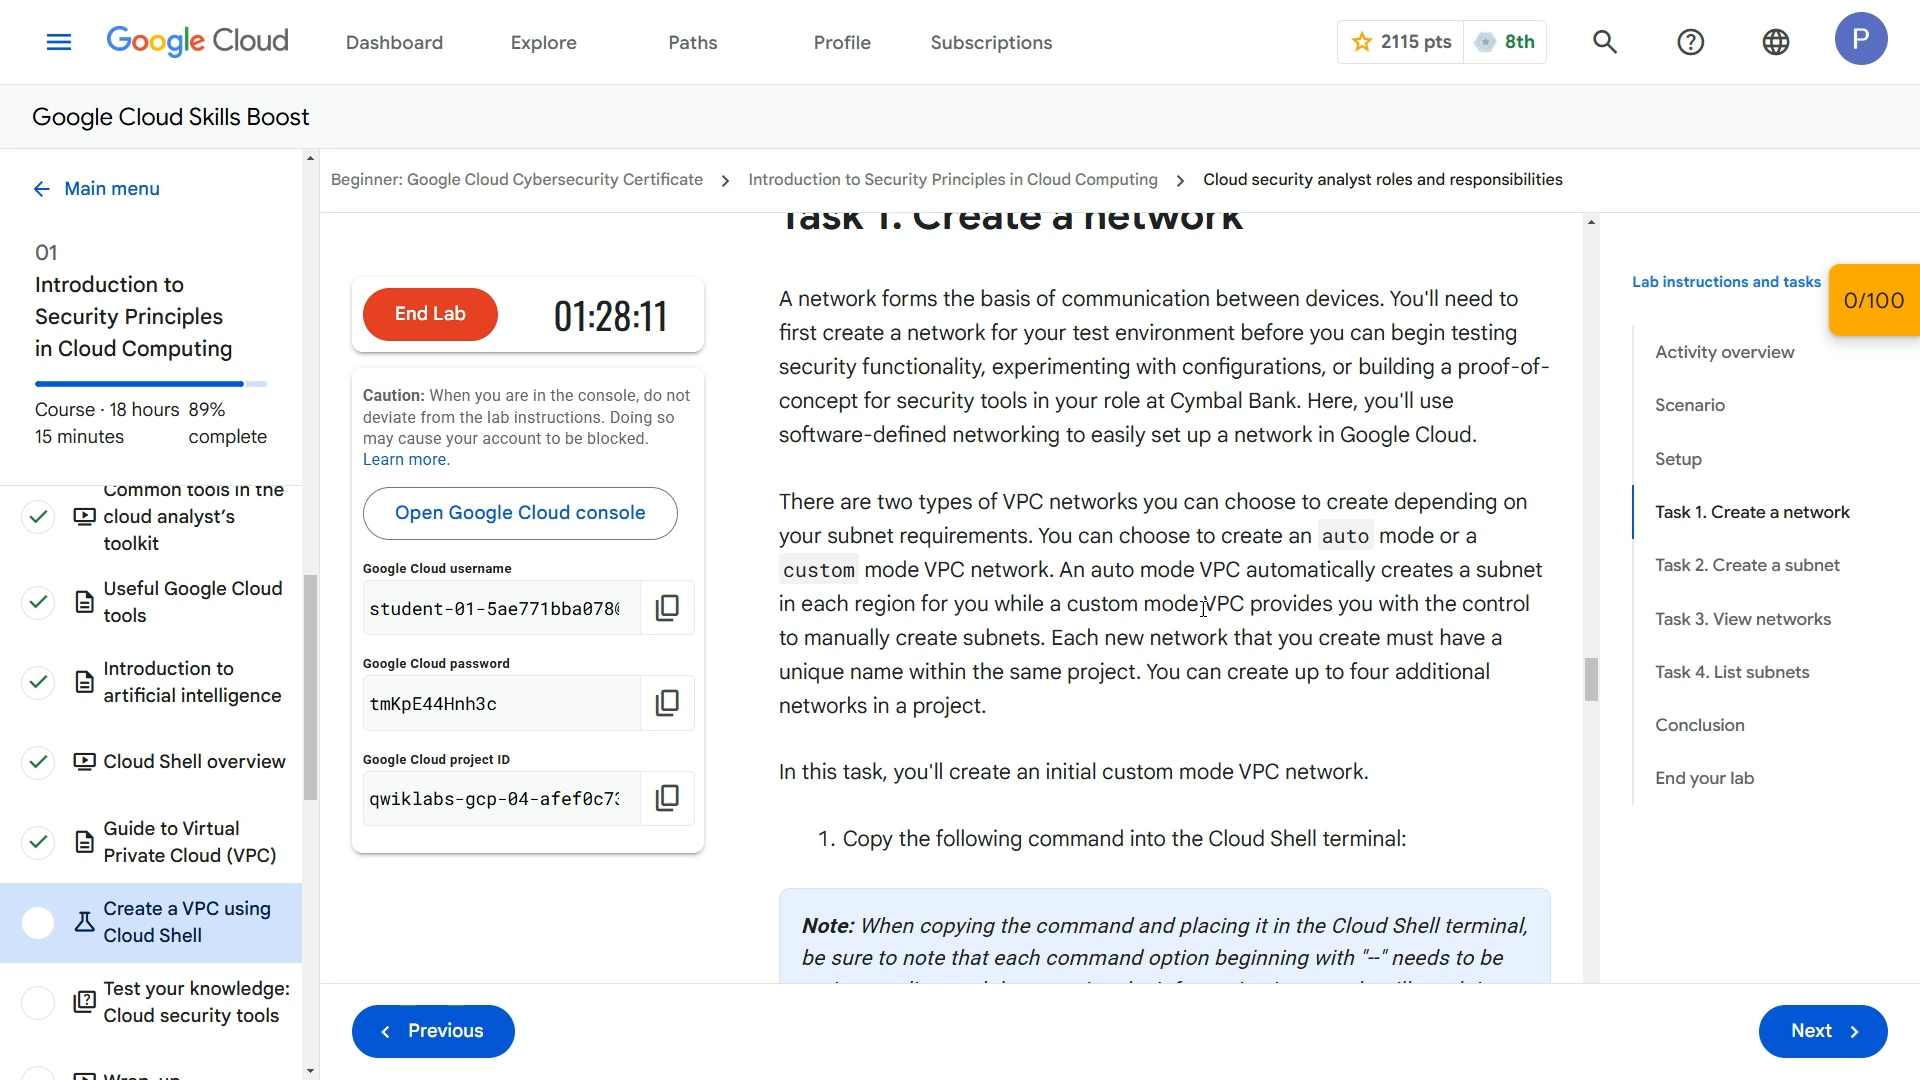 Google Cloud
Dashboard
Explore
Paths
Profile
Subscriptions
2115 pts
8th
P
Google Cloud Skills Boost
Main menu
01
Introduction to
Security Principles
in Cloud Computing
Course · 18 hours 89%
15 minutes complete
Common tools in the
cloud analyst's
toolkit
Useful Google Cloud
tools
Introduction to
artificial intelligence
Cloud Shell overview
Guide to Virtual
Private Cloud (VPC)
Create a VPC using
Cloud Shell
Test your knowledge:
Cloud security tools
Beginner: Google Cloud Cybersecurity Certificate > Introduction to Security Principles in Cloud Computing > Cloud security analyst roles and responsibilities
End Lab
01:28:11
Caution: When you are in the console, do not
deviate from the lab instructions. Doing so
may cause your account to be blocked.
Learn more.
Open Google Cloud console
Google Cloud username
student-01-5ae771bba078@
Google Cloud password
tmKpE44Hnh3c
Google Cloud project ID
qwiklabs-gcp-04-afef0c73
Task 1. Create a network
A network forms the basis of communication between devices. You'll need to
first create a network for your test environment before you can begin testing
security functionality, experimenting with configurations, or building a proof-of-
concept for security tools in your role at Cymbal Bank. Here, you'll use
software-defined networking to easily set up a network in Google Cloud.
There are two types of VPC networks you can choose to create depending on
your subnet requirements. You can choose to create an auto mode or a
custom mode VPC network. An auto mode VPC automatically creates a subnet
in each region for you while a custom mode VPC provides you with the control
to manually create subnets. Each new network that you create must have a
unique name within the same project. You can create up to four additional
networks in a project.
In this task, you'll create an initial custom mode VPC network.
1. Copy the following command into the Cloud Shell terminal:
Note: When copying the command and placing it in the Cloud Shell terminal,
be sure to note that each command option beginning with "--" needs to be
Lab instructions and tasks
0/100
Activity overview
Scenario
Setup
Task 1. Create a network
Task 2. Create a subnet
Task 3. View networks
Task 4. List subnets
Conclusion
End your lab
Previous
Next